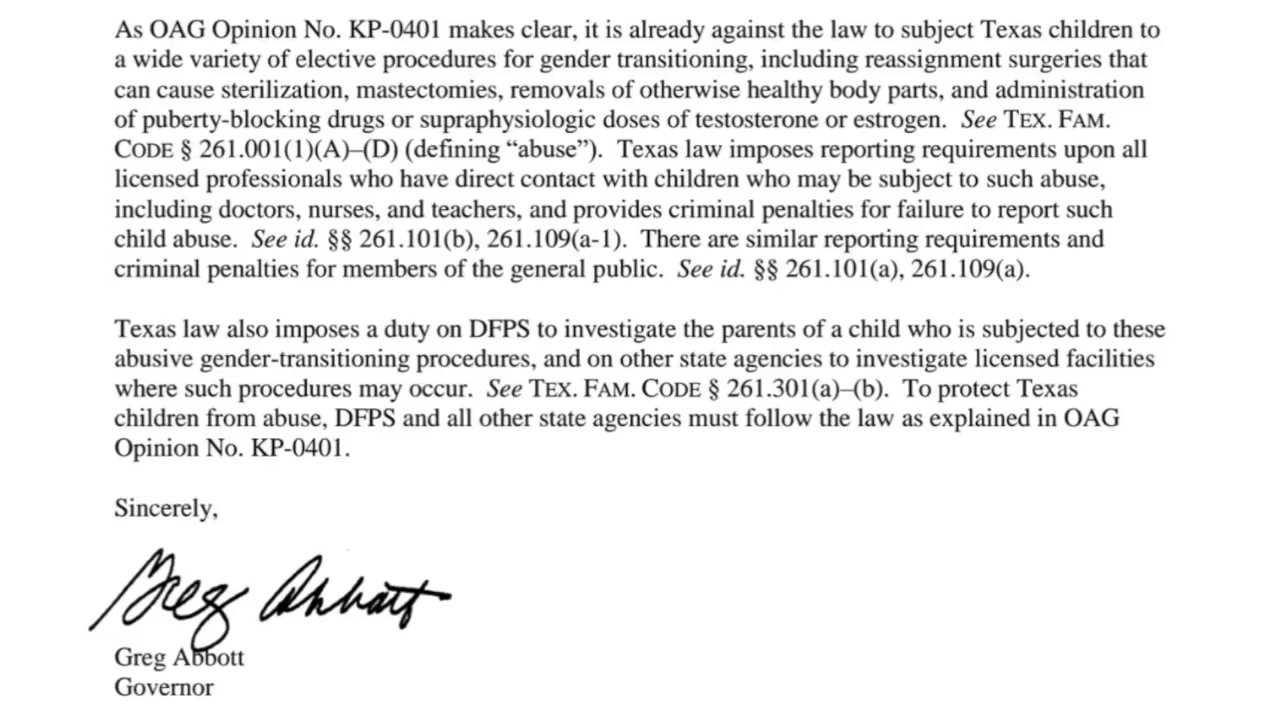 As OAG Opinion No. KP-0401 makes clear, it is already against the law to subject Texas children to
a wide variety of elective procedures for gender transitioning, including reassignment surgeries that
can cause sterilization, mastectomies, removals of otherwise healthy body parts, and administration
of puberty-blocking drugs or supraphysiologic doses of testosterone or estrogen. See TEX. FAM.
CODE § 261.001(1)(A)–(D) (defining “abuse”). Texas law imposes reporting requirements upon all
licensed professionals who have direct contact with children who may be subject to such abuse,
including doctors, nurses, and teachers, and provides criminal penalties for failure to report such
child abuse. See id. §§ 261.101(b), 261.109(a-1). There are similar reporting requirements and
criminal penalties for members of the general public. See id. §§ 261.101(a), 261.109(a).
Texas law also imposes a duty on DFPS to investigate the parents of a child who is subjected to these
abusive gender-transitioning procedures, and on other state agencies to investigate licensed facilities
where such procedures may occur. See TEX. FAM. CODE § 261.301(a)–(b). To protect Texas
children from abuse, DFPS and all other state agencies must follow the law as explained in OAG
Opinion No. KP-0401.
Sincerely,
Greg Abbott
Greg Abbott
Governor